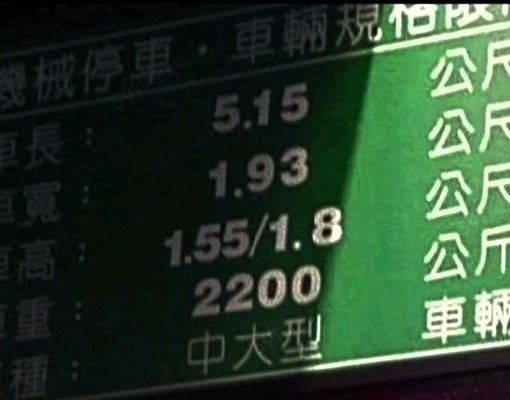 機械停車·車輛規格限
車長: 5.15 公尺
車寬: 1.93 公尺
車高: 1.55/1.8 公尺
車重: 2200 公斤
車種: 中大型 車輛